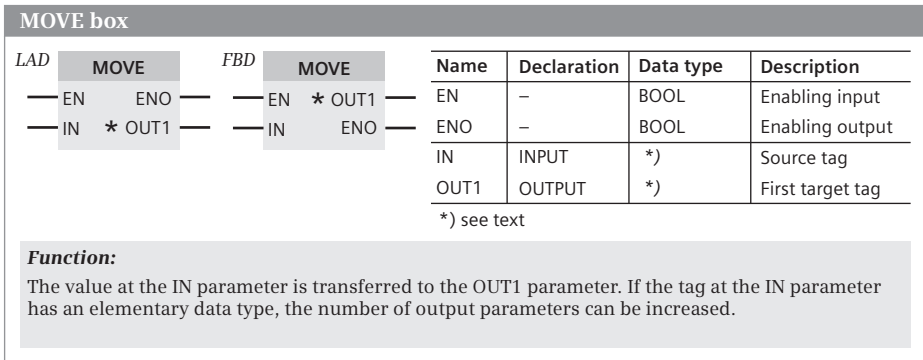 MOVE box
LAD
MOVE
EN ENO
IN * OUT1
FBD
MOVE
EN * OUT1
IN ENO
Name Declaration Data type Description
EN – BOOL Enabling input
ENO – BOOL Enabling output
IN INPUT *) Source tag
OUT1 OUTPUT *) First target tag
*) see text
Function:
The value at the IN parameter is transferred to the OUT1 parameter. If the tag at the IN parameter
has an elementary data type, the number of output parameters can be increased.